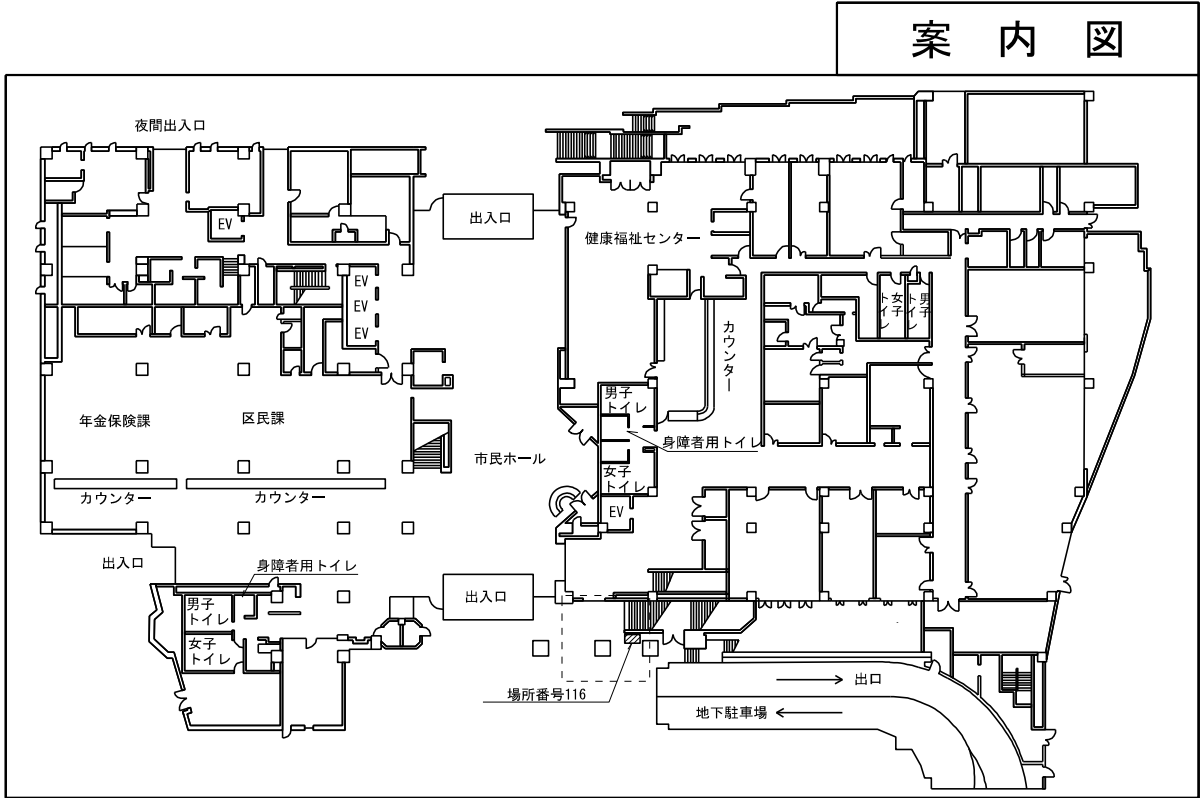 案内図
夜間出入口
出入口
EV
健康福祉センター
EV
EV
EV
カウンター
女子
トイレ
男子
トイレ
年金保険課
区民課
男子
トイレ
身障者用トイレ
市民ホール
女子
トイレ
カウンター
カウンター
EV
出入口
身障者用トイレ
出入口
男子
トイレ
女子
トイレ
場所番号116
出口
地下駐車場